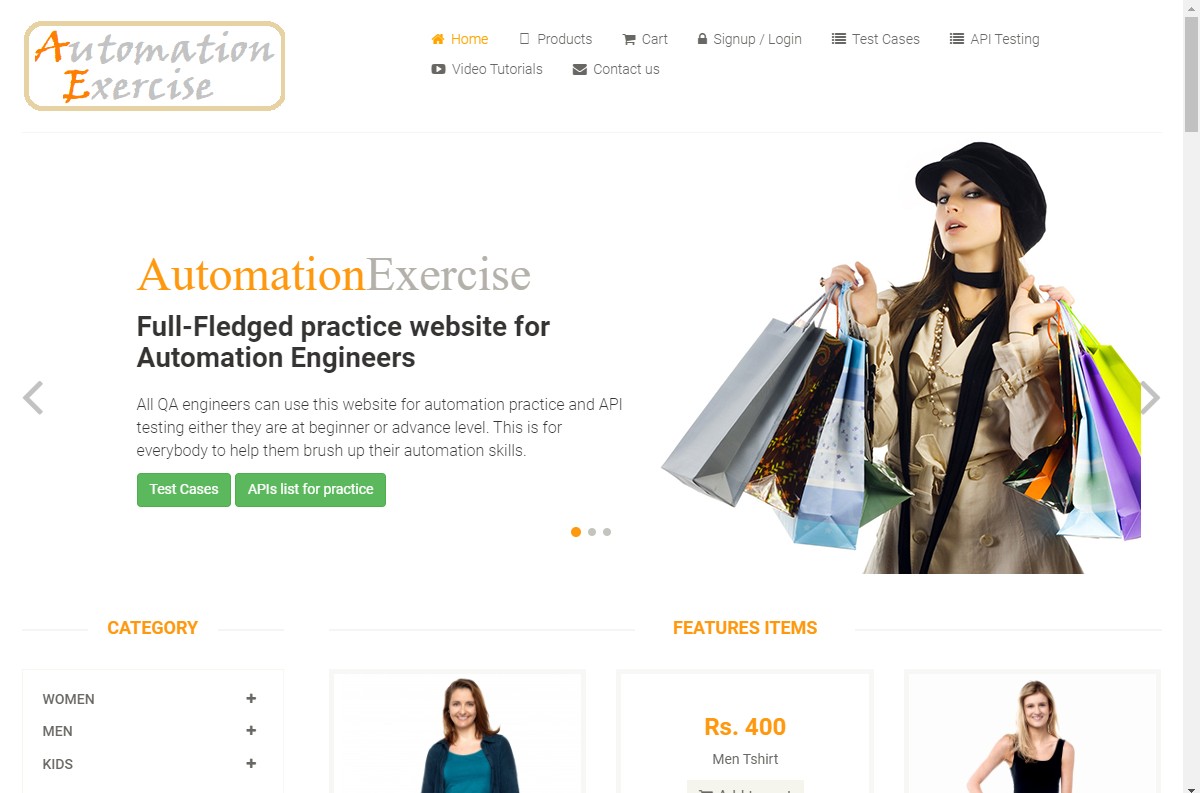 Automation
Exercise
Home Products Cart Signup / Login Test Cases API Testing
Video Tutorials Contact us
AutomationExercise
Full-Fledged practice website for
Automation Engineers
All QA engineers can use this website for automation practice and API
testing either they are at beginner or advance level. This is for
everybody to help them brush up their automation skills.
Test Cases APIs list for practice
CATEGORY
WOMEN
MEN
KIDS
FEATURES ITEMS
Rs. 400
Men Tshirt